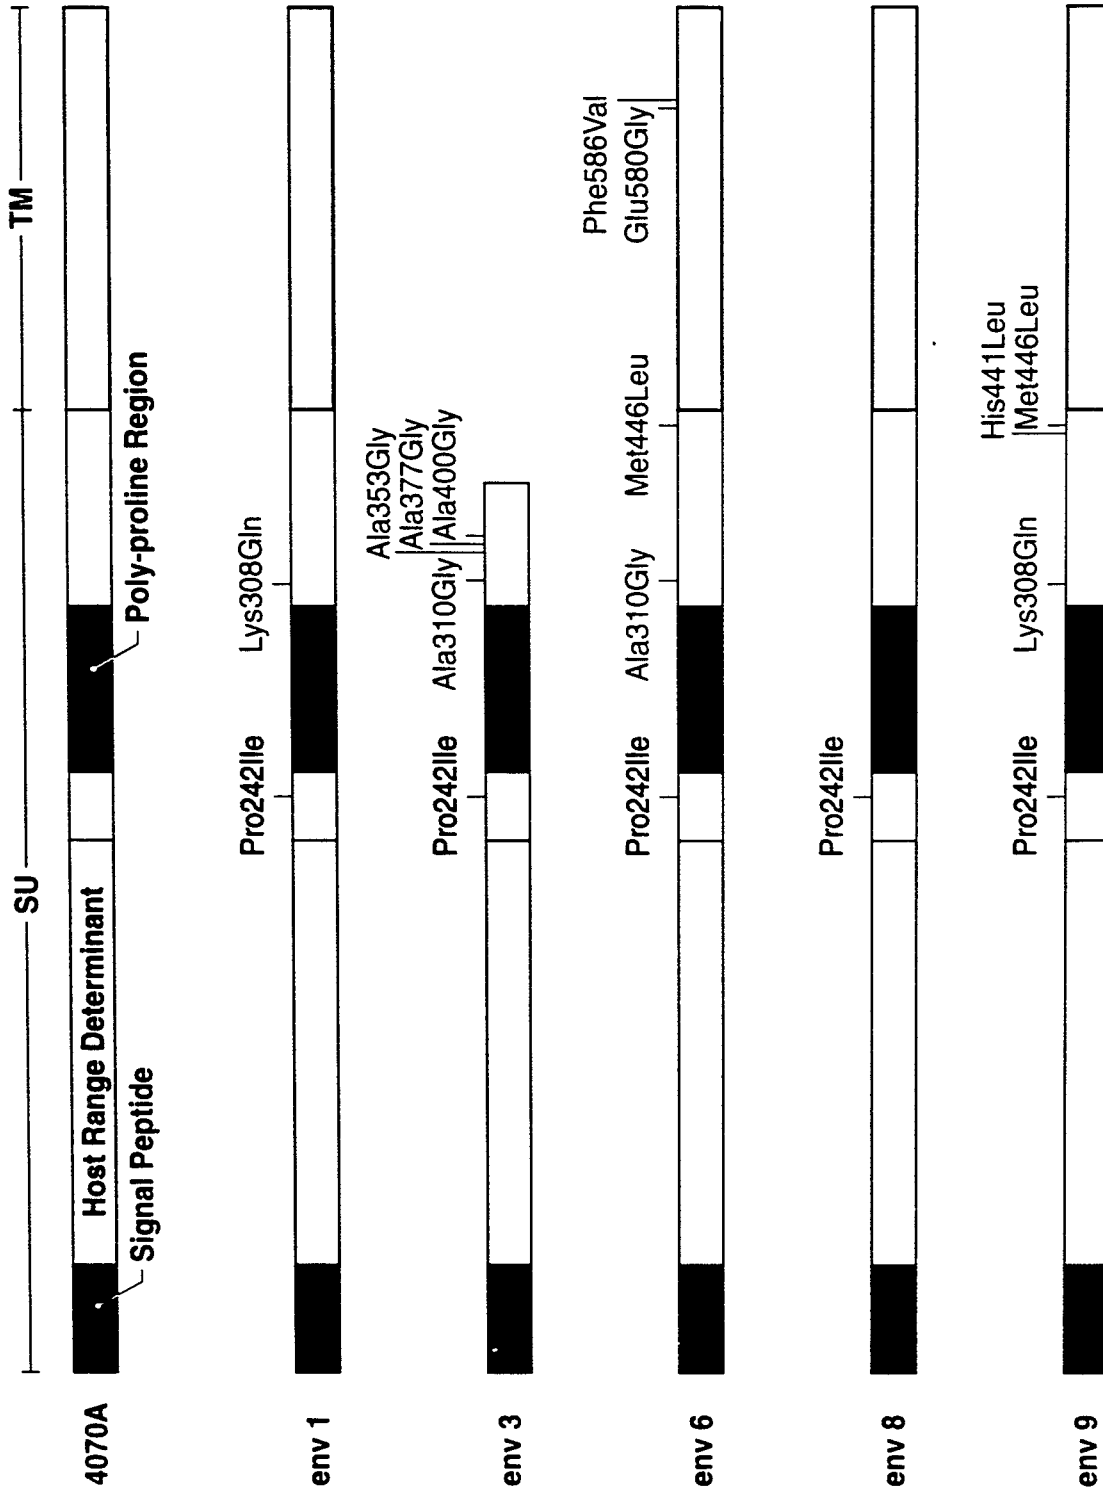 SU
TM
4070A
Host Range Determinant
Signal Peptide
Poly-proline Region
env 1
Pro242Ile
Lys308Gln
env 3
Pro242Ile
Ala310Gly
Ala353Gly
Ala377Gly
Ala400Gly
env 6
Pro242Ile
Ala310Gly
Met446Leu
Phe586Val
Glu580Gly
env 8
Pro242Ile
env 9
Pro242Ile
Lys308Gln
His441Leu
Met446Leu